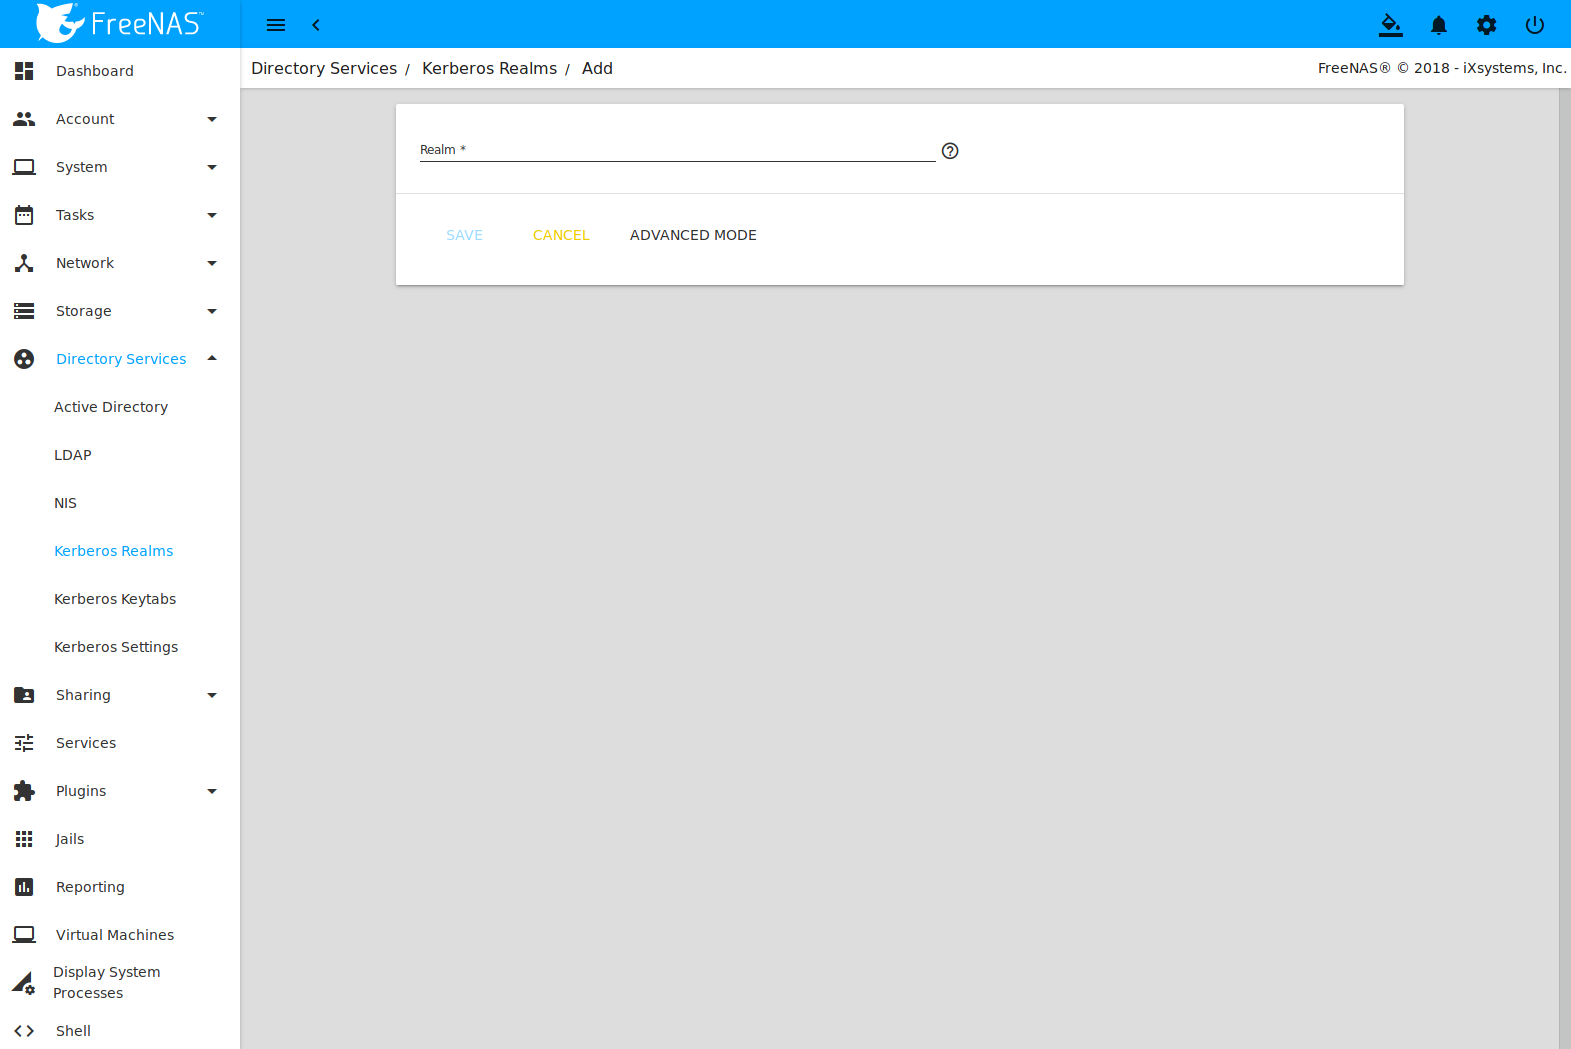 FreeNAS™
Directory Services / Kerberos Realms / Add
FreeNAS® © 2018 - iXsystems, Inc.
Dashboard
Account
System
Tasks
Network
Storage
Directory Services
Active Directory
LDAP
NIS
Kerberos Realms
Kerberos Keytabs
Kerberos Settings
Sharing
Services
Plugins
Jails
Reporting
Virtual Machines
Display System
Processes
Shell
Realm *
SAVE CANCEL ADVANCED MODE